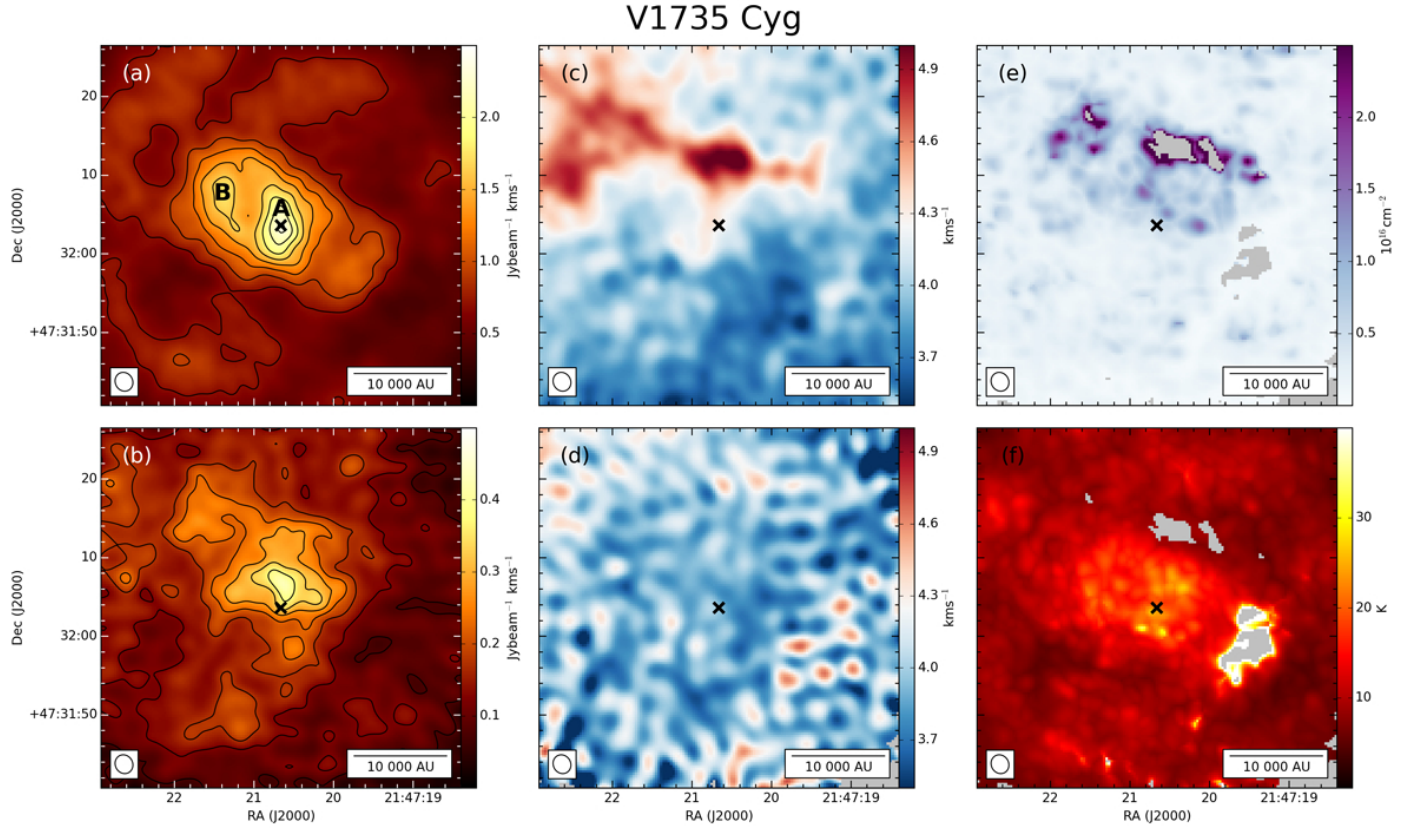 V1735 Cyg
(a)
B
A
20
10
32:00
+47:31:50
Dec (J2000)
10 000 AU
2.0
1.5
1.0
0.5
Jybeam⁻¹ kms⁻¹
(c)
10 000 AU
4.9
4.6
4.3
4.0
3.7
kms⁻¹
(e)
10 000 AU
2.0
1.5
1.0
0.5
10¹⁶cm⁻²
(b)
20
10
32:00
+47:31:50
Dec (J2000)
10 000 AU
22
21
20
21:47:19
RA (J2000)
0.4
0.3
0.2
0.1
Jybeam⁻¹ kms⁻¹
(d)
10 000 AU
22
21
20
21:47:19
RA (J2000)
4.9
4.6
4.3
4.0
3.7
kms⁻¹
(f)
10 000 AU
22
21
20
21:47:19
RA (J2000)
30
20
10
K